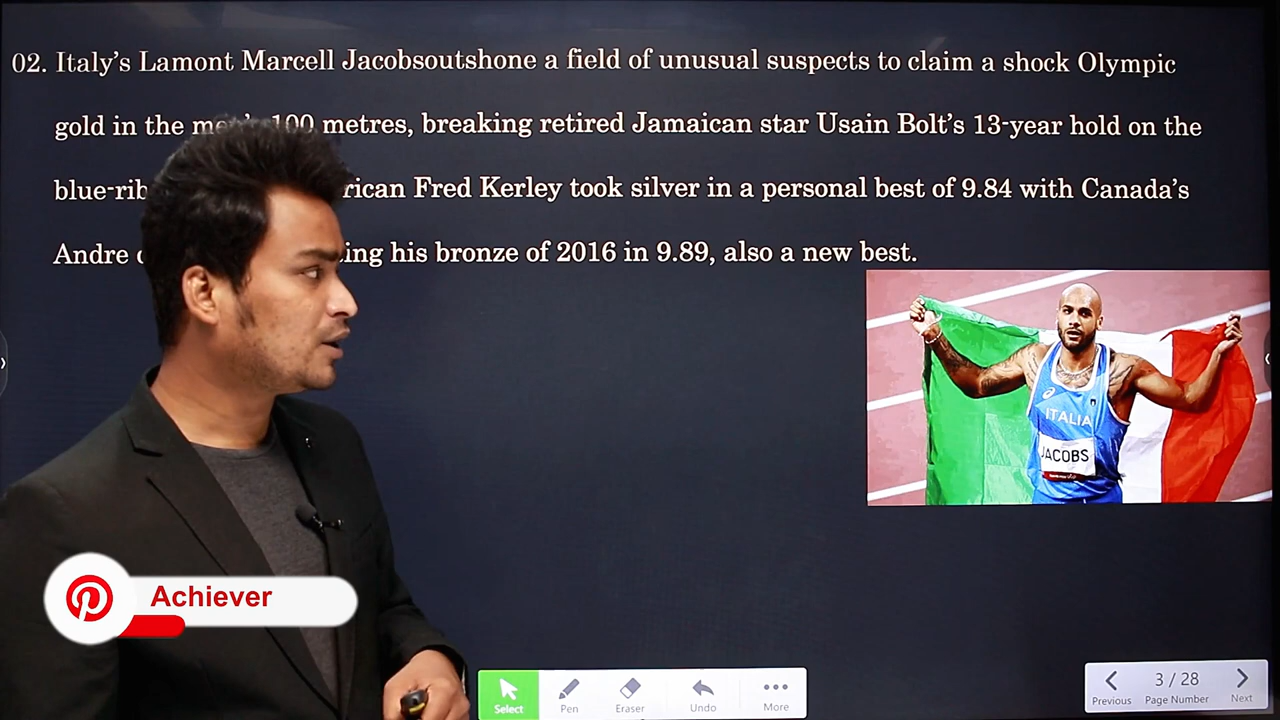 02. Italy's Lamont Marcell Jacobsoutshone a field of unusual suspects to claim a shock Olympic
gold in the men's 100 metres, breaking retired Jamaican star Usain Bolt's 13-year hold on the
blue-rib rican Fred Kerley took silver in a personal best of 9.84 with Canada's
Andre ing his bronze of 2016 in 9.89, also a new best.
ITALIA
JACOBS
Achiever
Select Pen Eraser Undo More
3 / 28
Previous Page Number Next